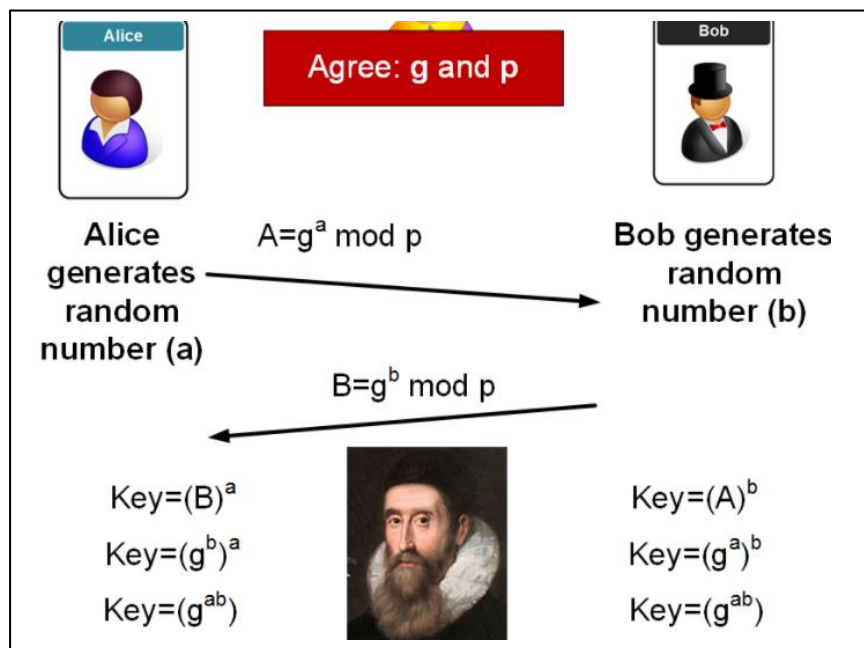 Alice
Bob
Agree: g and p
Alice
generates
random
number (a)
A=gᵃ mod p
Bob generates
random
number (b)
B=gᵇ mod p
Key=(B)ᵃ
Key=(gᵇ)ᵃ
Key=(gᵃᵇ)
Key=(A)ᵇ
Key=(gᵃ)ᵇ
Key=(gᵃᵇ)